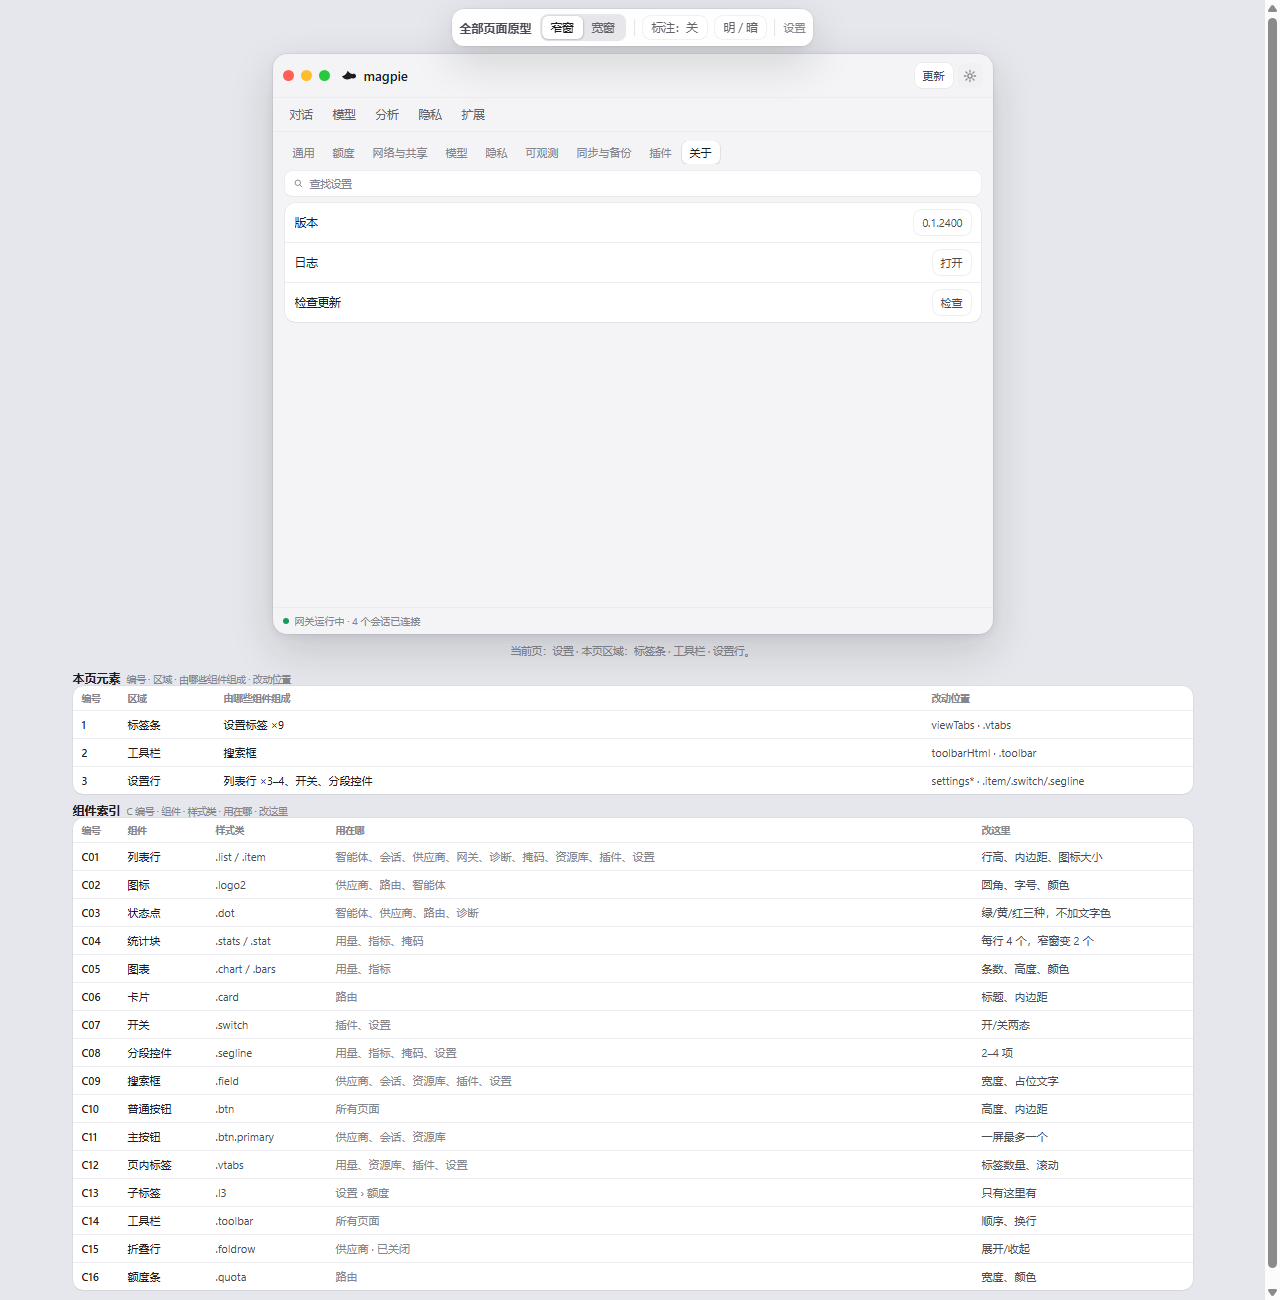 全部页面原型 窄窗 宽窗 标注：关 明 / 暗 设置
magpie 更新
对话 模型 分析 隐私 扩展
通用 额度 网络与共享 模型 隐私 可观测 同步与备份 插件 关于
查找设置
版本 0.1.2400
日志 打开
检查更新 检查
网关运行中 · 4 个会话已连接
当前页：设置 · 本页区域：标签条 · 工具栏 · 设置行。
本页元素 编号 · 区域 · 由哪些组件组成 · 改动位置
编号 区域 由哪些组件组成 改动位置
1 标签条 设置标签 ×9 viewTabs · .vtabs
2 工具栏 搜索框 toolbarHtml · .toolbar
3 设置行 列表行 ×3–4、开关、分段控件 settings* · .item/.switch/.segline
组件索引 C 编号 · 组件 · 样式类 · 用在哪 · 改这里
编号 组件 样式类 用在哪 改这里
C01 列表行 .list / .item 智能体、会话、供应商、网关、诊断、掩码、资源库、插件、设置 行高、内边距、图标大小
C02 图标 .logo2 供应商、路由、智能体 圆角、字号、颜色
C03 状态点 .dot 智能体、供应商、路由、诊断 绿/黄/红三种，不加文字色
C04 统计块 .stats / .stat 用量、指标、掩码 每行 4 个，窄窗变 2 个
C05 图表 .chart / .bars 用量、指标 条数、高度、颜色
C06 卡片 .card 路由 标题、内边距
C07 开关 .switch 插件、设置 开/关两态
C08 分段控件 .segline 用量、指标、掩码、设置 2–4 项
C09 搜索框 .field 供应商、会话、资源库、插件、设置 宽度、占位文字
C10 普通按钮 .btn 所有页面 高度、内边距
C11 主按钮 .btn.primary 供应商、会话、资源库 一屏最多一个
C12 页内标签 .vtabs 用量、资源库、插件、设置 标签数量、滚动
C13 子标签 .l3 设置 › 额度 只有这里有
C14 工具栏 .toolbar 所有页面 顺序、换行
C15 折叠行 .foldrow 供应商 · 已关闭 展开/收起
C16 额度条 .quota 路由 宽度、颜色